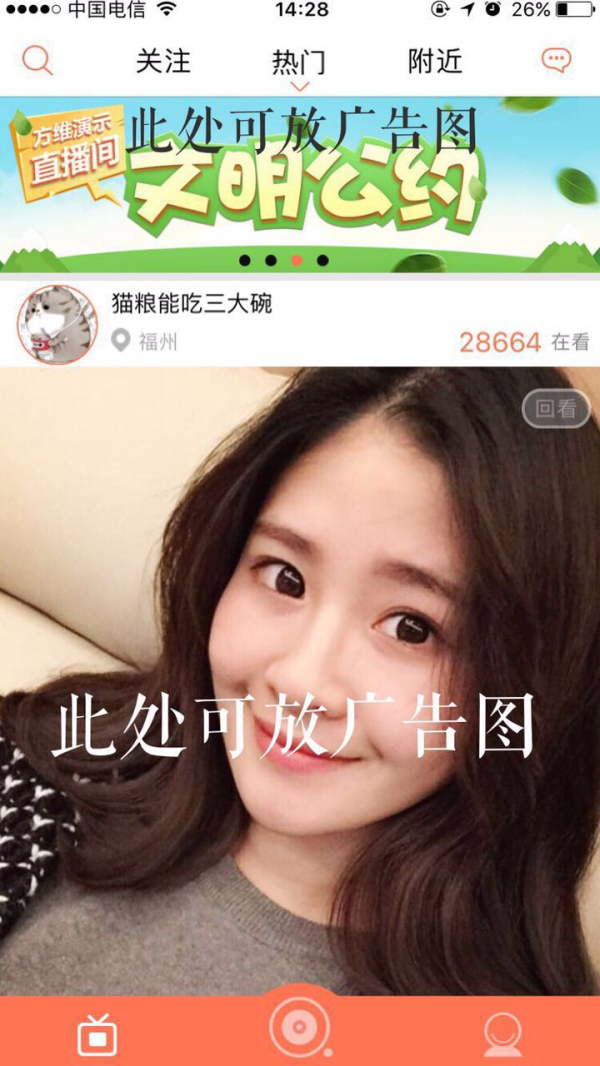 中国电信 14:28 26%
关注 热门 附近
方维演示
直播间
此处可放广告图
文明公约
猫粮能吃三大碗
福州 28664 在看
回看
此处可放广告图